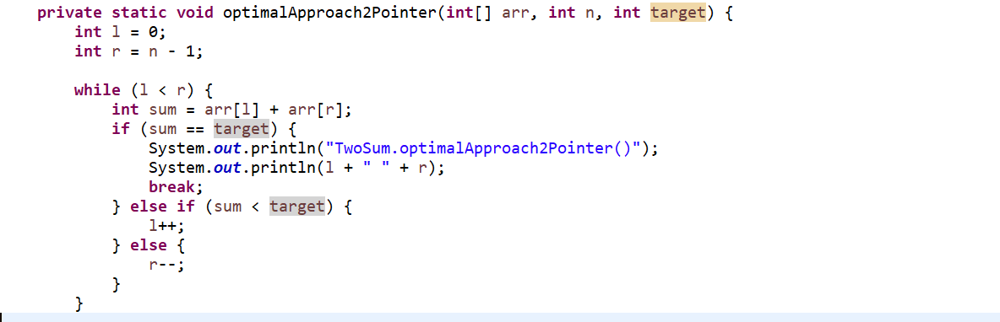 private static void optimalApproach2Pointer(int[] arr, int n, int target) {
    int l = 0;
    int r = n - 1;

    while (l < r) {
        int sum = arr[l] + arr[r];
        if (sum == target) {
            System.out.println("TwoSum.optimalApproach2Pointer()");
            System.out.println(l + " " + r);
            break;
        } else if (sum < target) {
            l++;
        } else {
            r--;
        }
    }